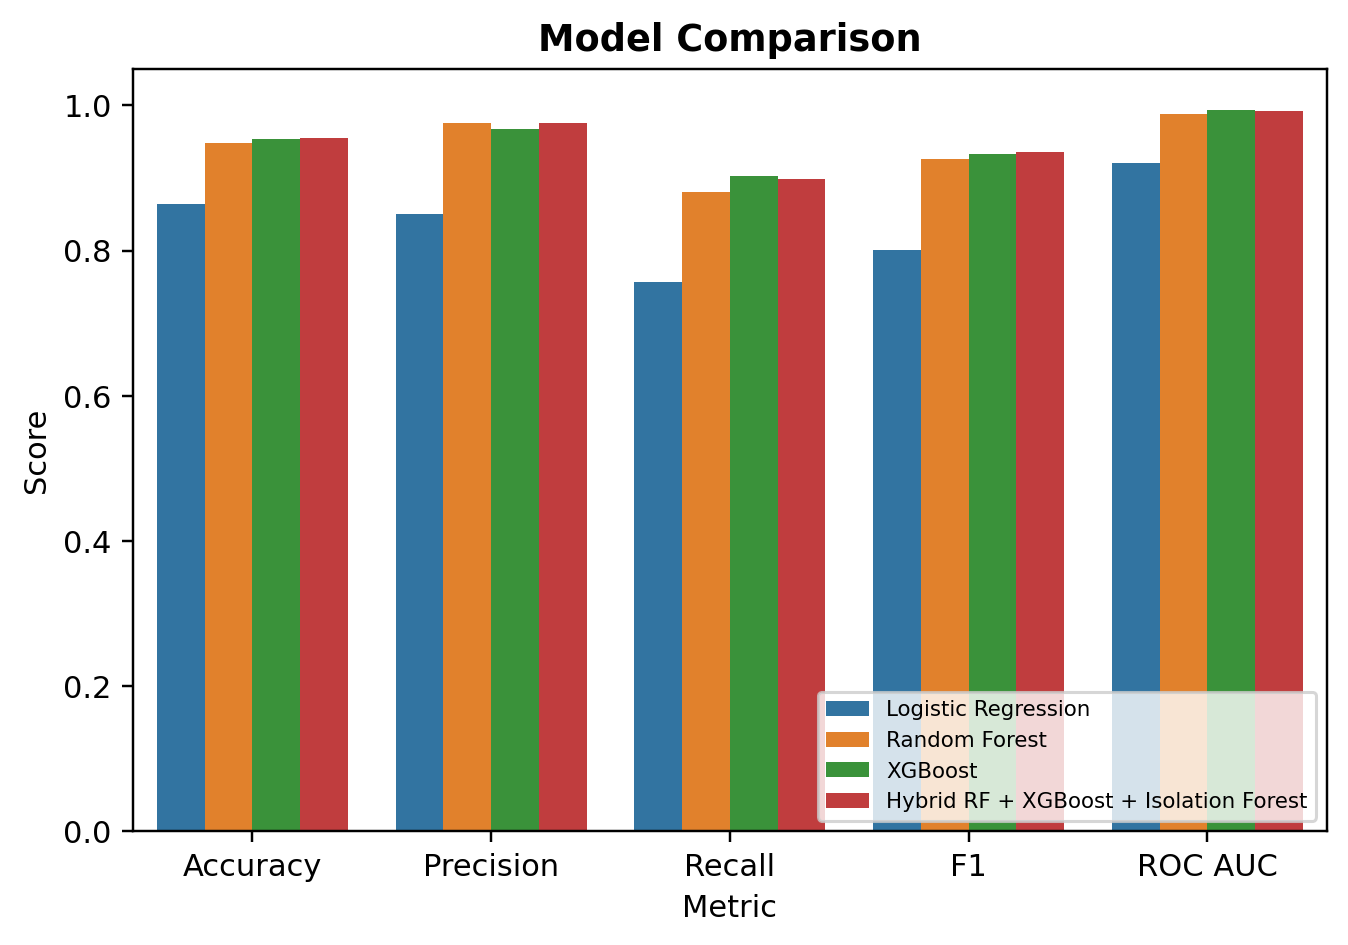 Model Comparison
1.0
0.8
0.6
0.4
0.2
0.0
Score
Logistic Regression
Random Forest
XGBoost
Hybrid RF + XGBoost + Isolation Forest
Accuracy Precision Recall F1 ROC AUC
Metric